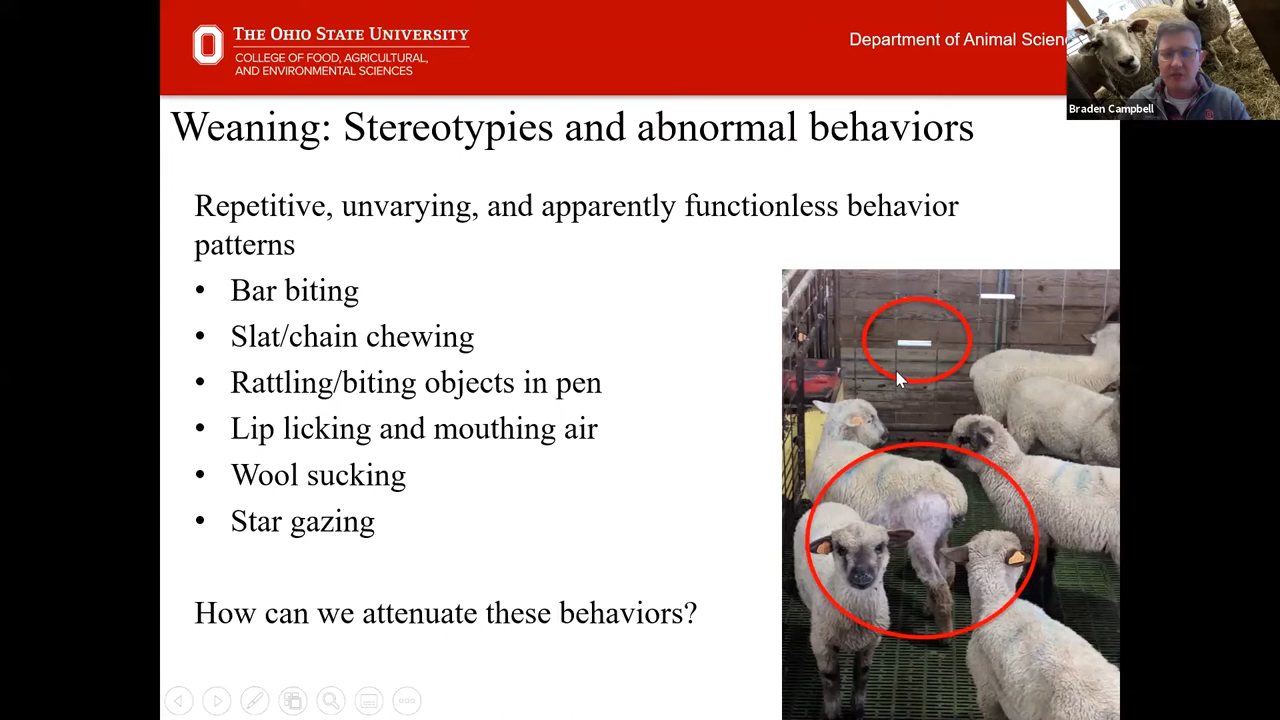 THE OHIO STATE UNIVERSITY
COLLEGE OF FOOD, AGRICULTURAL,
AND ENVIRONMENTAL SCIENCES
Department of Animal Scien
Braden Campbell
Weaning: Stereotypies and abnormal behaviors
Repetitive, unvarying, and apparently functionless behavior
patterns
• Bar biting
• Slat/chain chewing
• Rattling/biting objects in pen
• Lip licking and mouthing air
• Wool sucking
• Star gazing
How can we attenuate these behaviors?